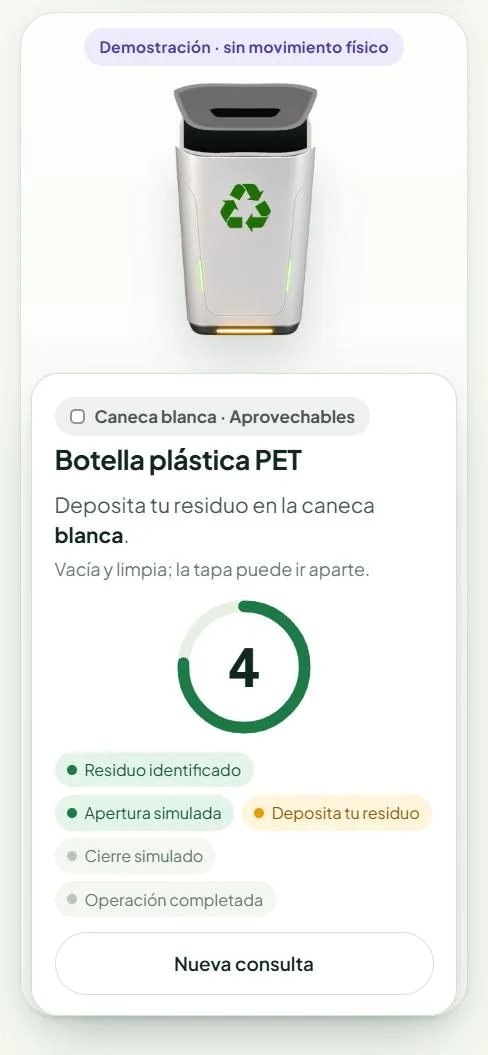 Demostración · sin movimiento físico
Caneca blanca · Aprovechables
Botella plástica PET
Deposita tu residuo en la caneca
blanca.
Vacía y limpia; la tapa puede ir aparte.
4
Residuo identificado
Apertura simulada
Deposita tu residuo
Cierre simulado
Operación completada
Nueva consulta